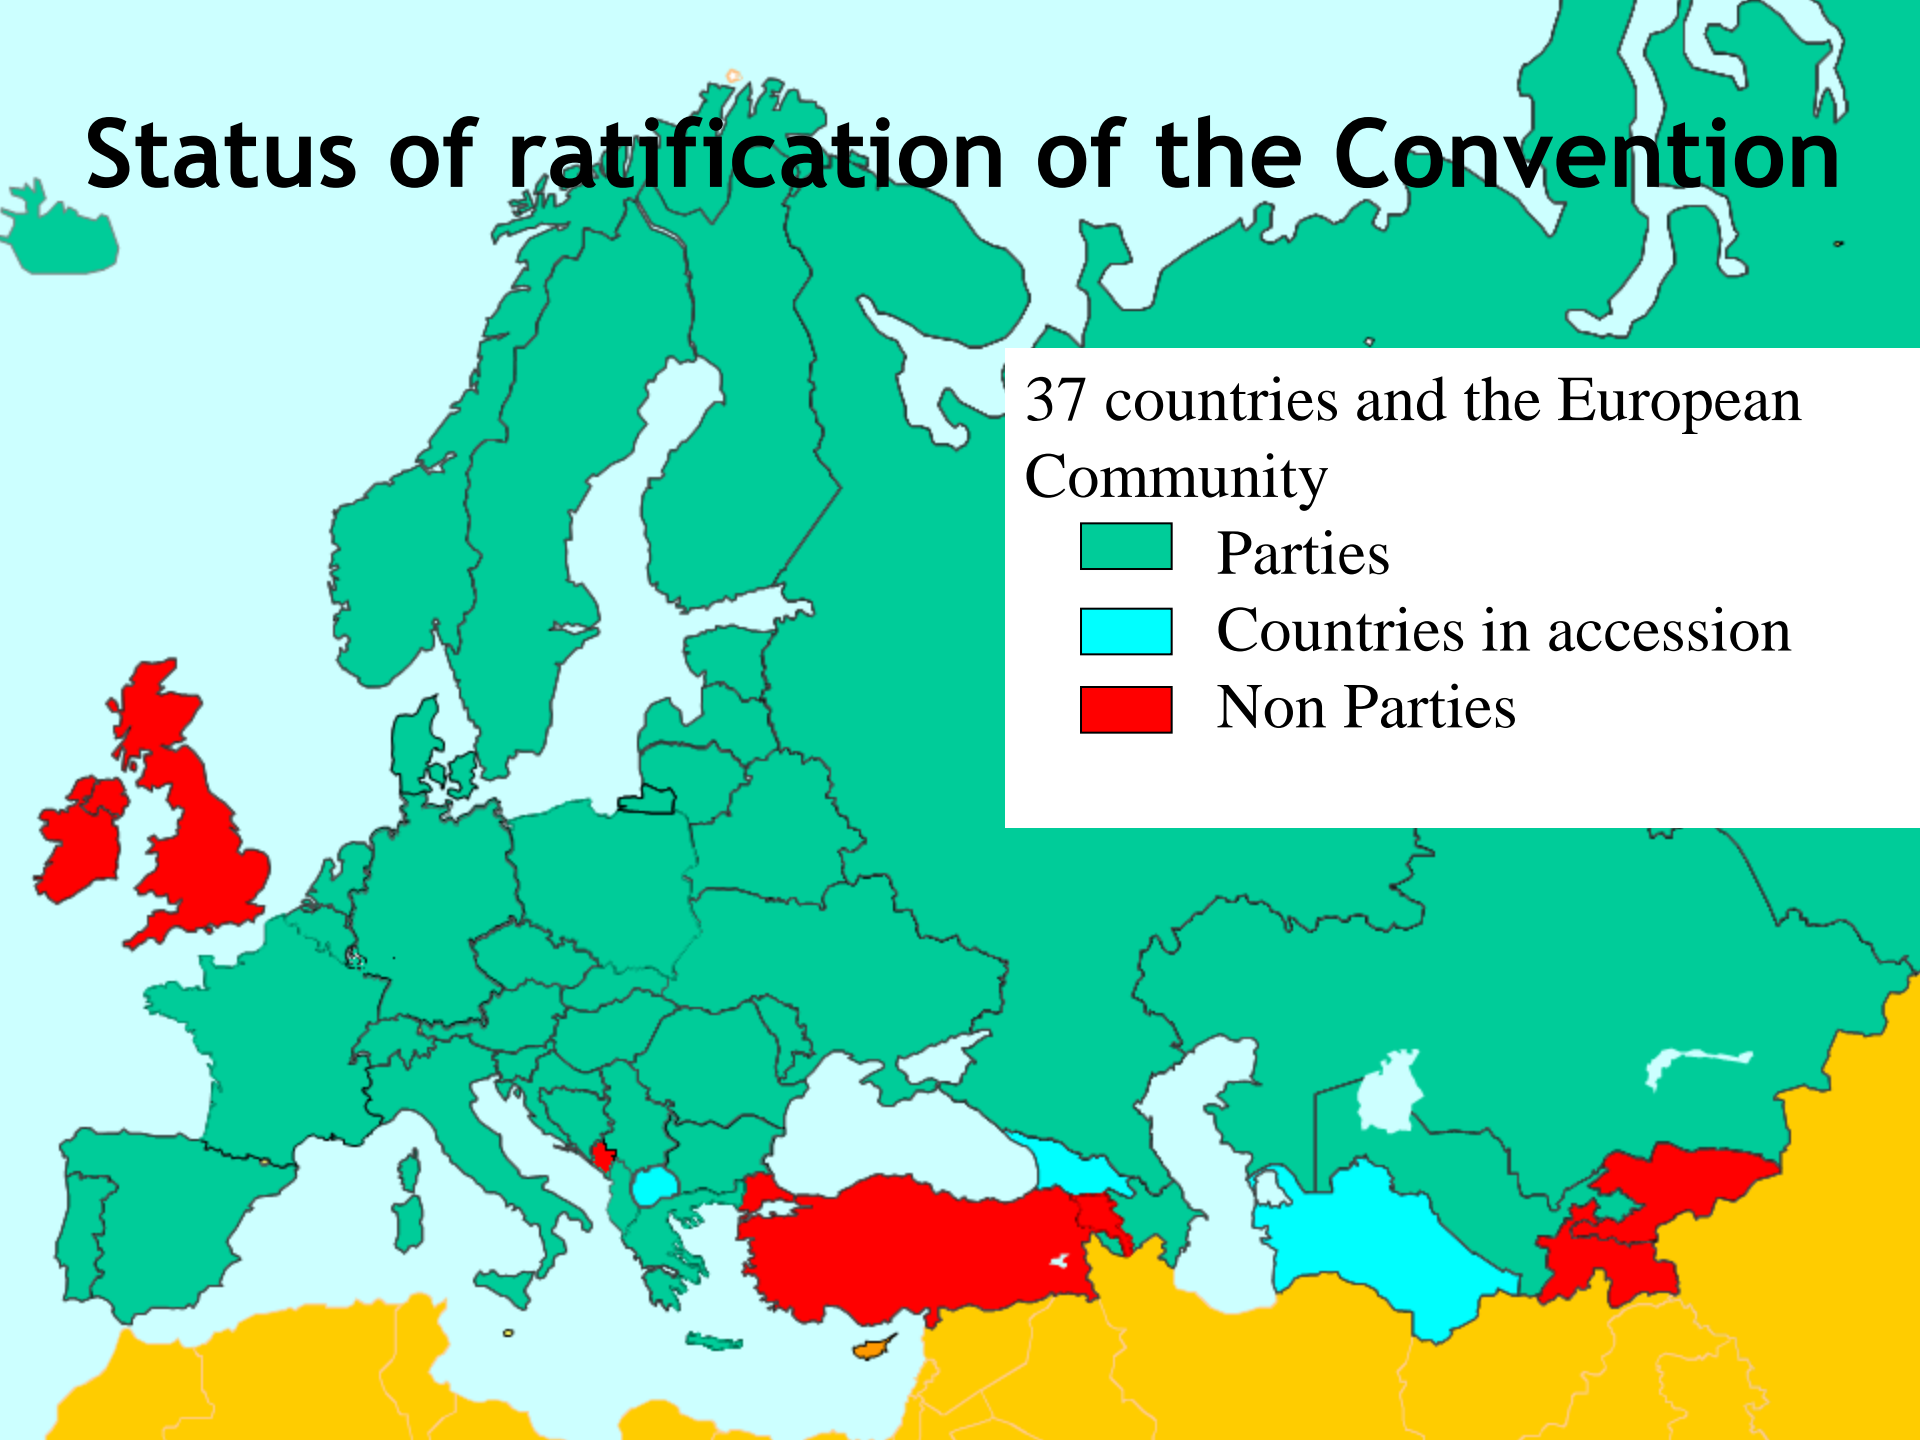 Status of ratification of the Convention
37 countries and the European
Community
Parties
Countries in accession
Non Parties